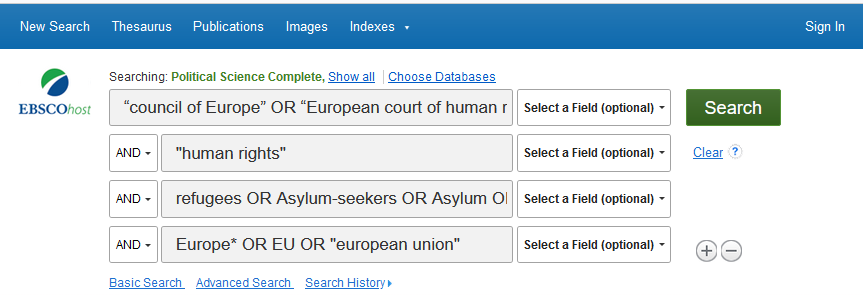 New Search Thesaurus Publications Images Indexes Sign In
Searching: Political Science Complete, Show all Choose Databases
EBSCOhost
“council of Europe” OR “European court of human r Select a Field (optional) Search
AND "human rights" Select a Field (optional) Clear ?
AND refugees OR Asylum-seekers OR Asylum O Select a Field (optional)
AND Europe* OR EU OR "european union" Select a Field (optional)
Basic Search Advanced Search Search History